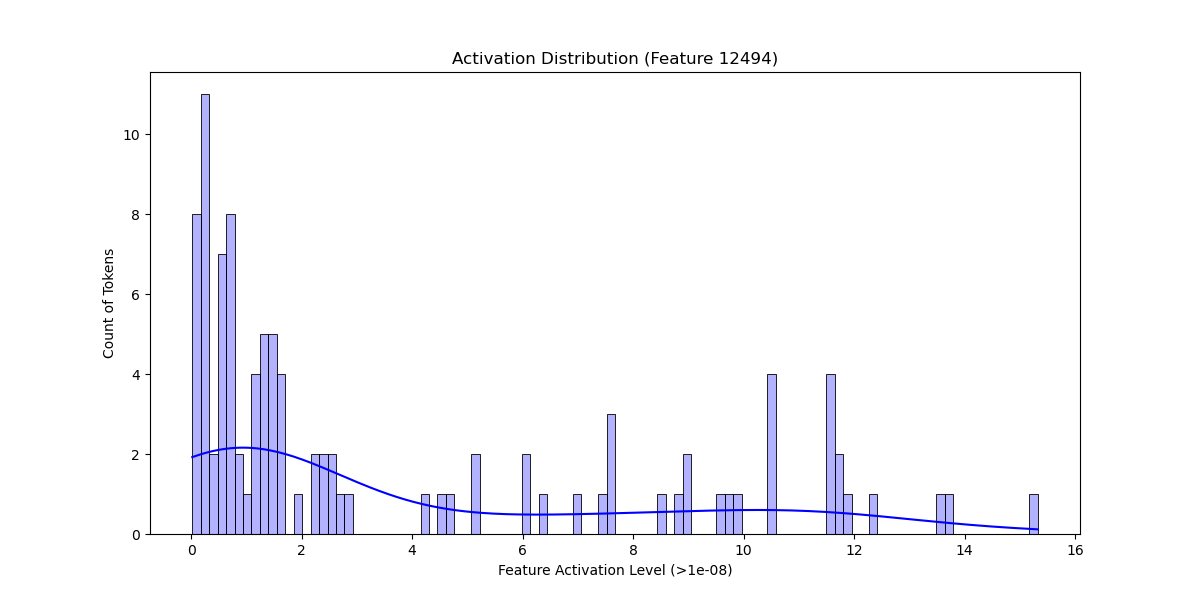 Activation Distribution (Feature 12494)
Count of Tokens
10
8
6
4
2
0
0 2 4 6 8 10 12 14 16
Feature Activation Level (>1e-08)